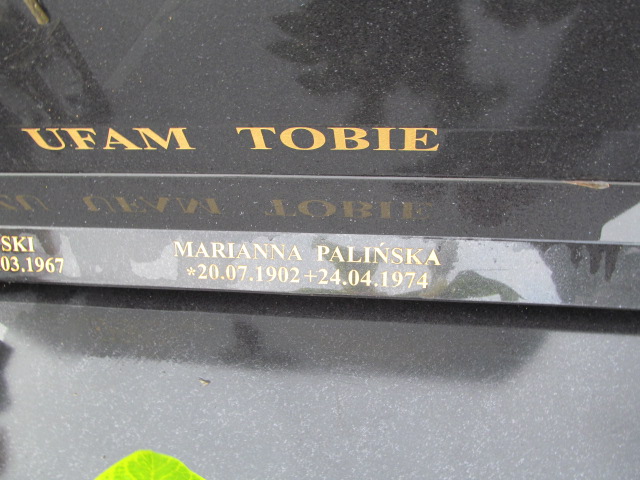 UFAM TOBIE
SKI
03.1967
MARIANNA PALIŃSKA
*20.07.1902 +24.04.1974